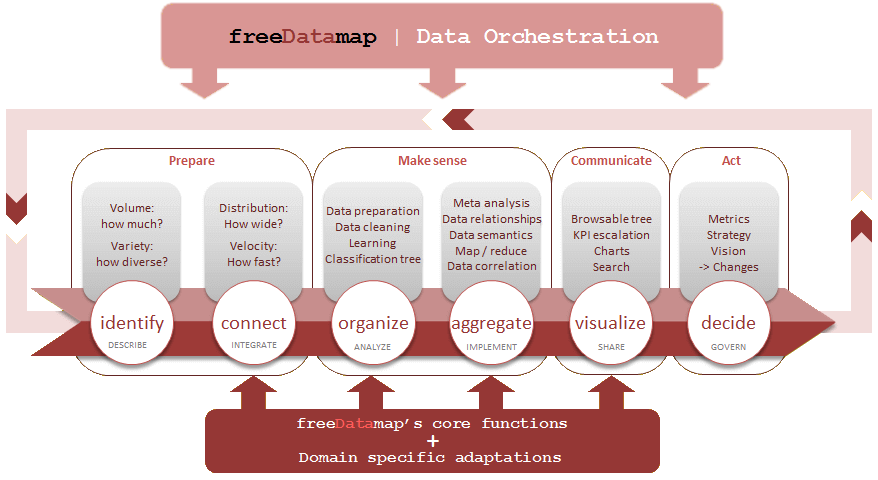 freeDatamap | Data Orchestration
Prepare
Volume:
how much?
Variety:
how diverse?
identify
DESCRIBE
Distribution:
How wide?
Velocity:
How fast?
connect
INTEGRATE
Make sense
Data preparation
Data cleaning
Learning
Classification tree
organize
ANALYZE
Meta analysis
Data relationships
Data semantics
Map / reduce
Data correlation
aggregate
IMPLEMENT
Communicate
Browsable tree
KPI escalation
Charts
Search
visualize
SHARE
Act
Metrics
Strategy
Vision
-> Changes
decide
GOVERN
freeDatamap’s core functions
+
Domain specific adaptations